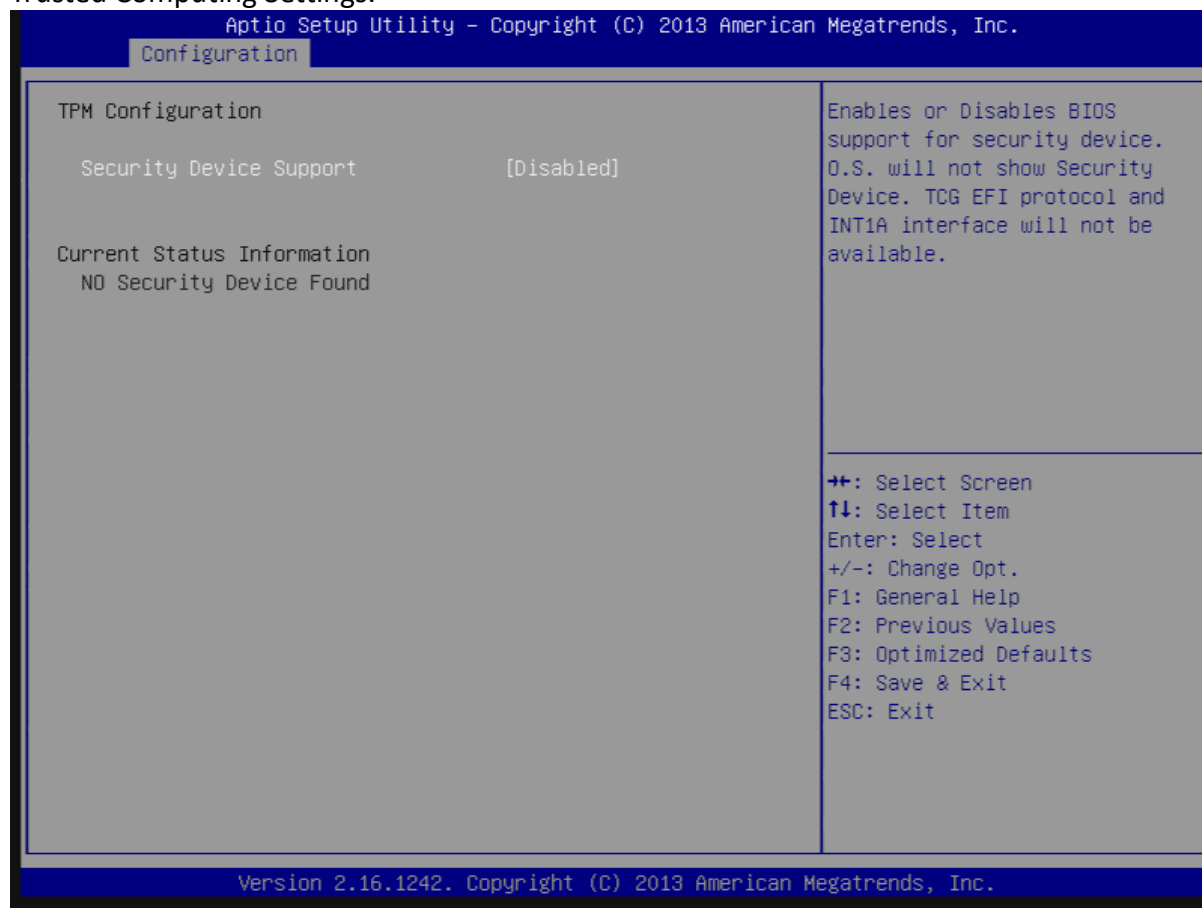 Trusted Computing Settings:
Aptio Setup Utility – Copyright (C) 2013 American Megatrends, Inc.
Configuration
TPM Configuration
Security Device Support [Disabled]
Current Status Information
NO Security Device Found
Enables or Disables BIOS
support for security device.
O.S. will not show Security
Device. TCG EFI protocol and
INT1A interface will not be
available.
→←: Select Screen
↑↓: Select Item
Enter: Select
+/-: Change Opt.
F1: General Help
F2: Previous Values
F3: Optimized Defaults
F4: Save & Exit
ESC: Exit
Version 2.16.1242. Copyright (C) 2013 American Megatrends, Inc.